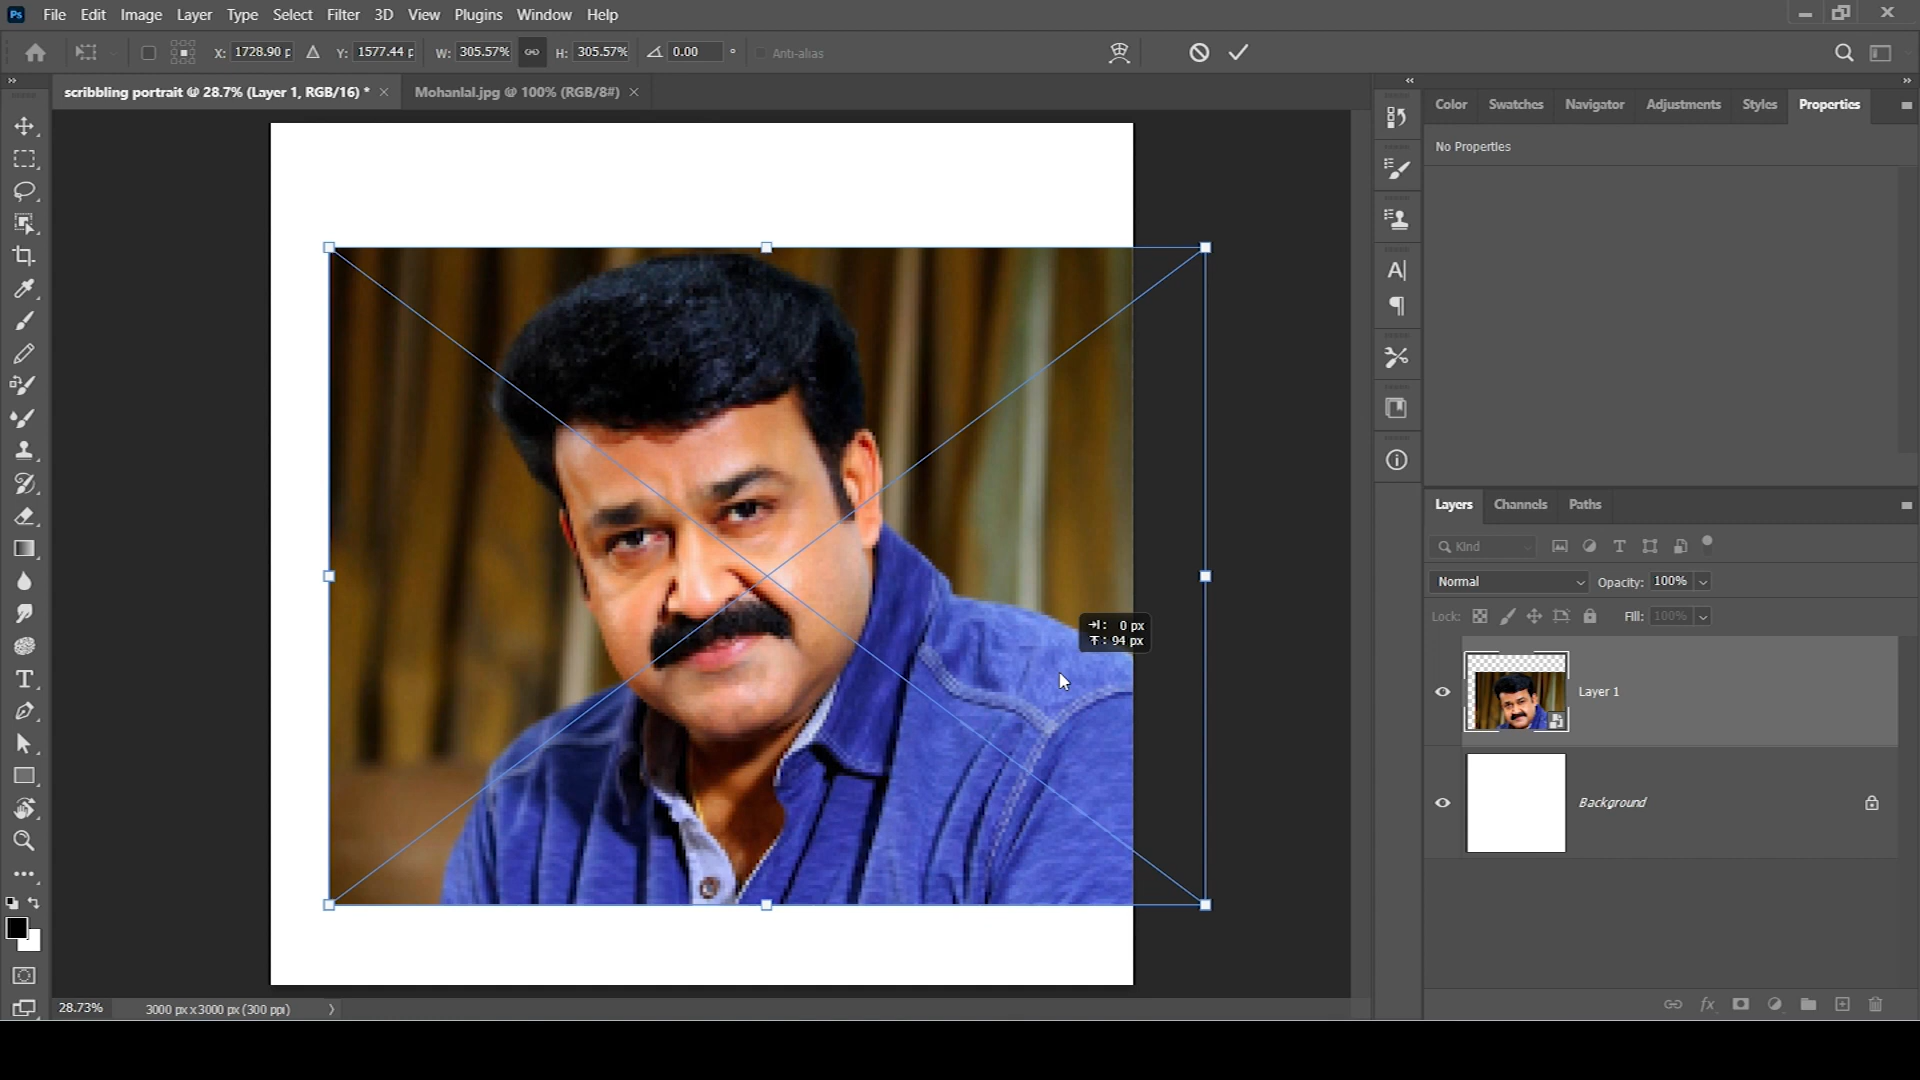 Ps File Edit Image Layer Type Select Filter 3D View Plugins Window Help
X: 1728.90 p Y: 1577.44 p W: 305.57% H: 305.57% 0.00 ° Anti-alias
scribbling portrait @ 28.7% (Layer 1, RGB/16) * × Mohanlal.jpg @ 100% (RGB/8#) ×
Color Swatches Navigator Adjustments Styles Properties
No Properties
Layers Channels Paths
Kind
Normal Opacity: 100%
Lock: Fill: 100%
0 px
94 px
Layer 1
Background
28.73% 3000 px x 3000 px (300 ppi)